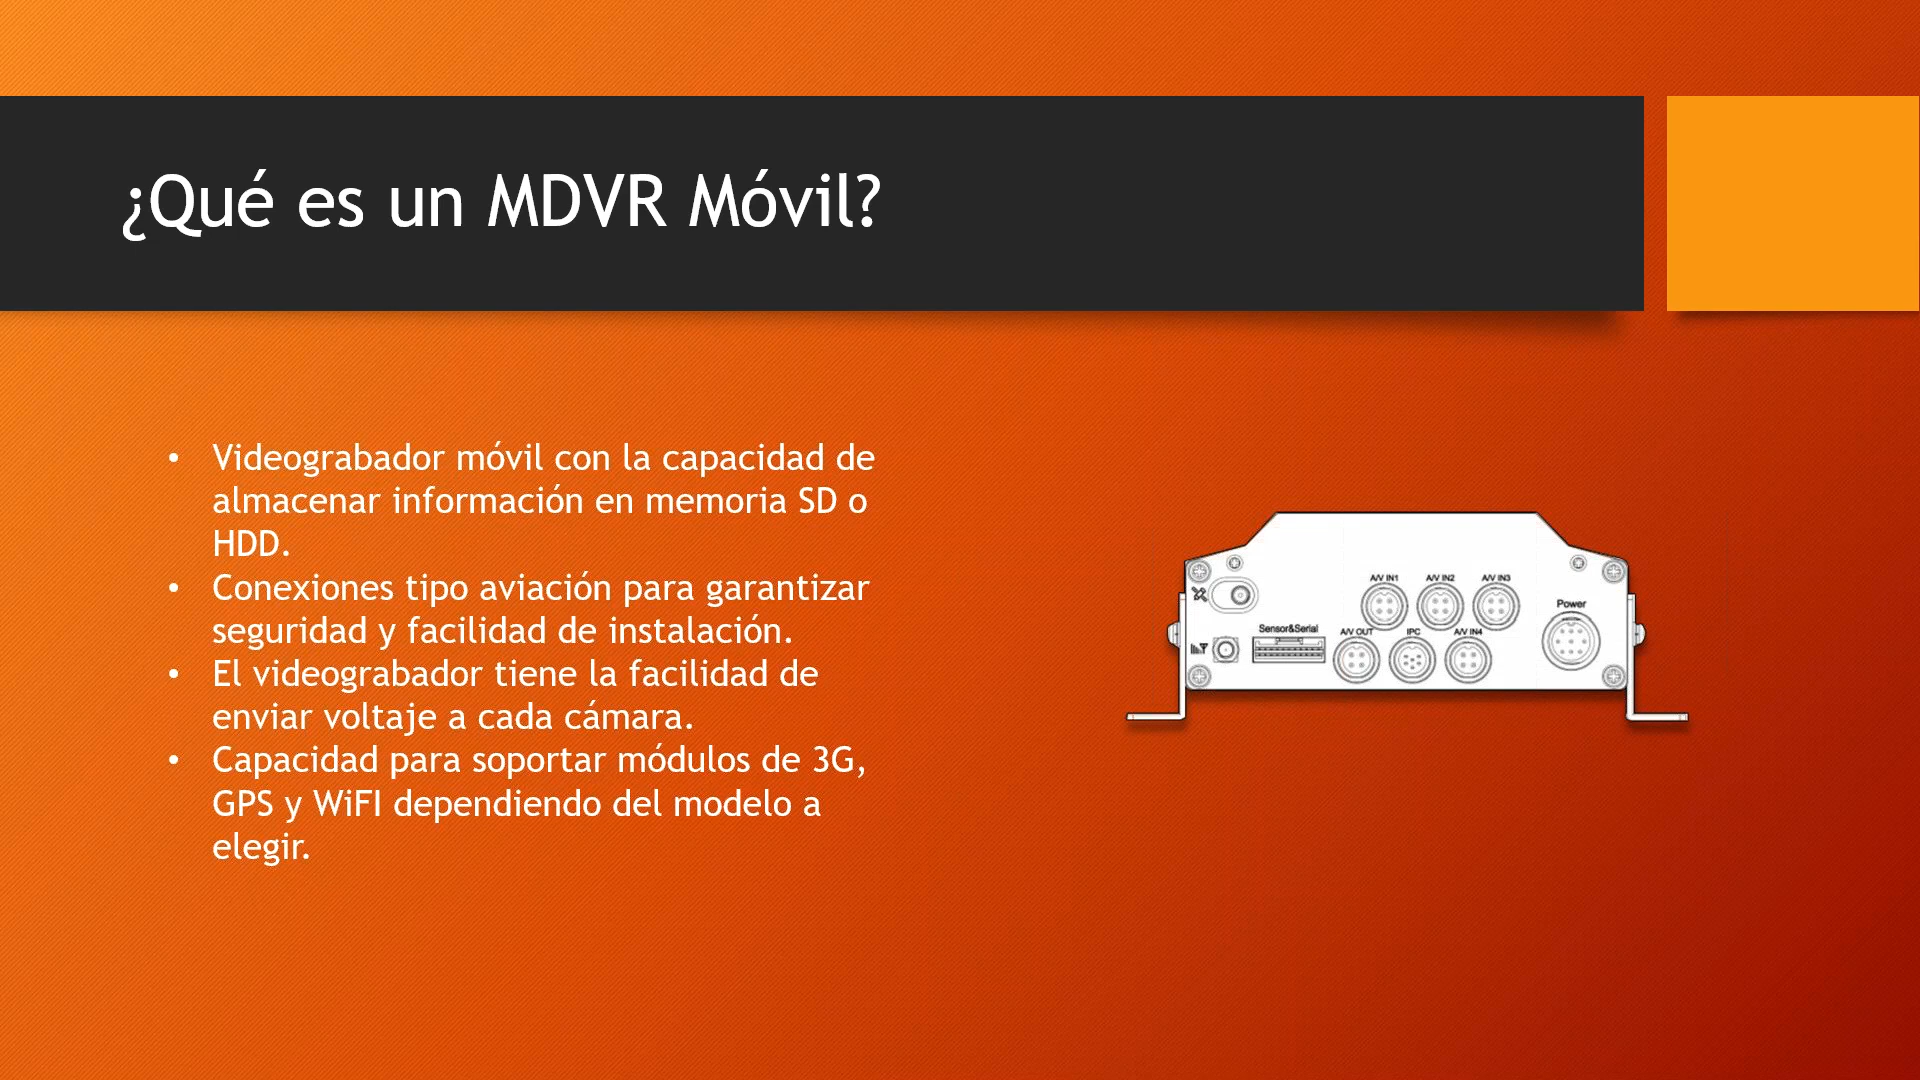 ¿Qué es un MDVR Móvil?
• Videograbador móvil con la capacidad de
almacenar información en memoria SD o
HDD.
• Conexiones tipo aviación para garantizar
seguridad y facilidad de instalación.
• El videograbador tiene la facilidad de
enviar voltaje a cada cámara.
• Capacidad para soportar módulos de 3G,
GPS y WiFI dependiendo del modelo a
elegir.
A/V IN1 A/V IN2 A/V IN3
Power
Sensor&Serial
A/V OUT IPC A/V IN4